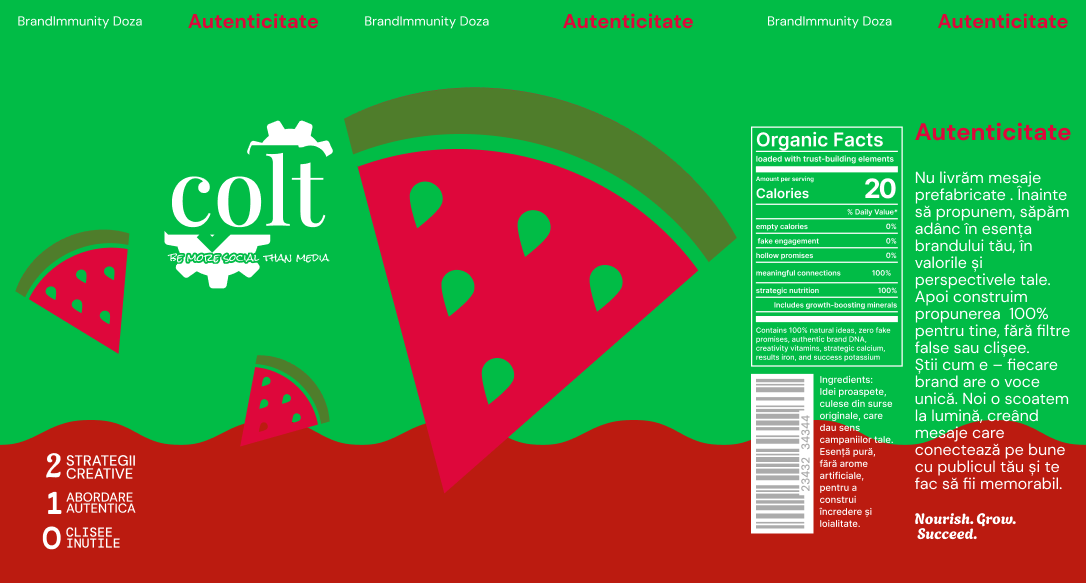 BrandImmunity Doza
Autenticitate
BrandImmunity Doza
Autenticitate
BrandImmunity Doza
Autenticitate
colt
BE MORE SOCIAL THAN MEDIA
2 STRATEGII
CREATIVE
1 ABORDARE
AUTENTICA
0 CLISEE
INUTILE
Organic Facts
loaded with trust-building elements
Amount per serving
Calories 20
% Daily Value*
empty calories 0%
fake engagement 0%
hollow promises 0%
meaningful connections 100%
strategic nutrition 100%
Includes growth-boosting minerals
Contains 100% natural ideas, zero fake
promises, authentic brand DNA,
creativity vitamins, strategic calcium,
results iron, and success potassium
23432 34344
Ingredients:
Idei proaspete,
culese din surse
originale, care
dau sens
campaniilor tale.
Esență pură,
fără arome
artificiale,
pentru a
construi
încredere și
loialitate.
Autenticitate
Nu livrăm mesaje
prefabricate . Înainte
să propunem, săpăm
adânc în esența
brandului tău, în
valorile și
perspectivele tale.
Apoi construim
propunerea 100%
pentru tine, fără filtre
false sau clișee.
Știi cum e – fiecare
brand are o voce
unică. Noi o scoatem
la lumină, creând
mesaje care
conectează pe bune
cu publicul tău și te
fac să fii memorabil.
Nourish. Grow.
Succeed.